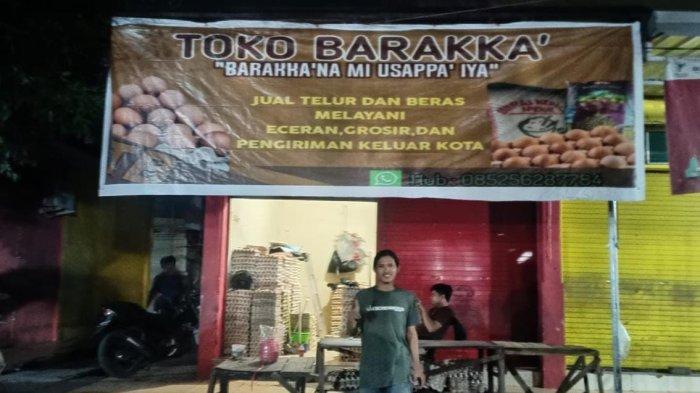 TOKO BARAKKA'
"BARAKKA'NA MI USAPPA' IYA"
JUAL TELUR DAN BERAS
MELAYANI
ECERAN,GROSIR,DAN
PENGIRIMAN KELUAR KOTA
Hub : 085256287754